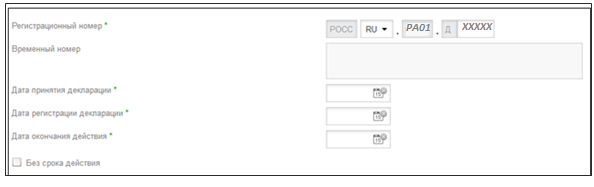 Регистрационный номер * РОСС RU . РА01 . Д XXXXX
Временный номер
Дата принятия декларации *
Дата регистрации декларации *
Дата окончания действия *
Без срока действия